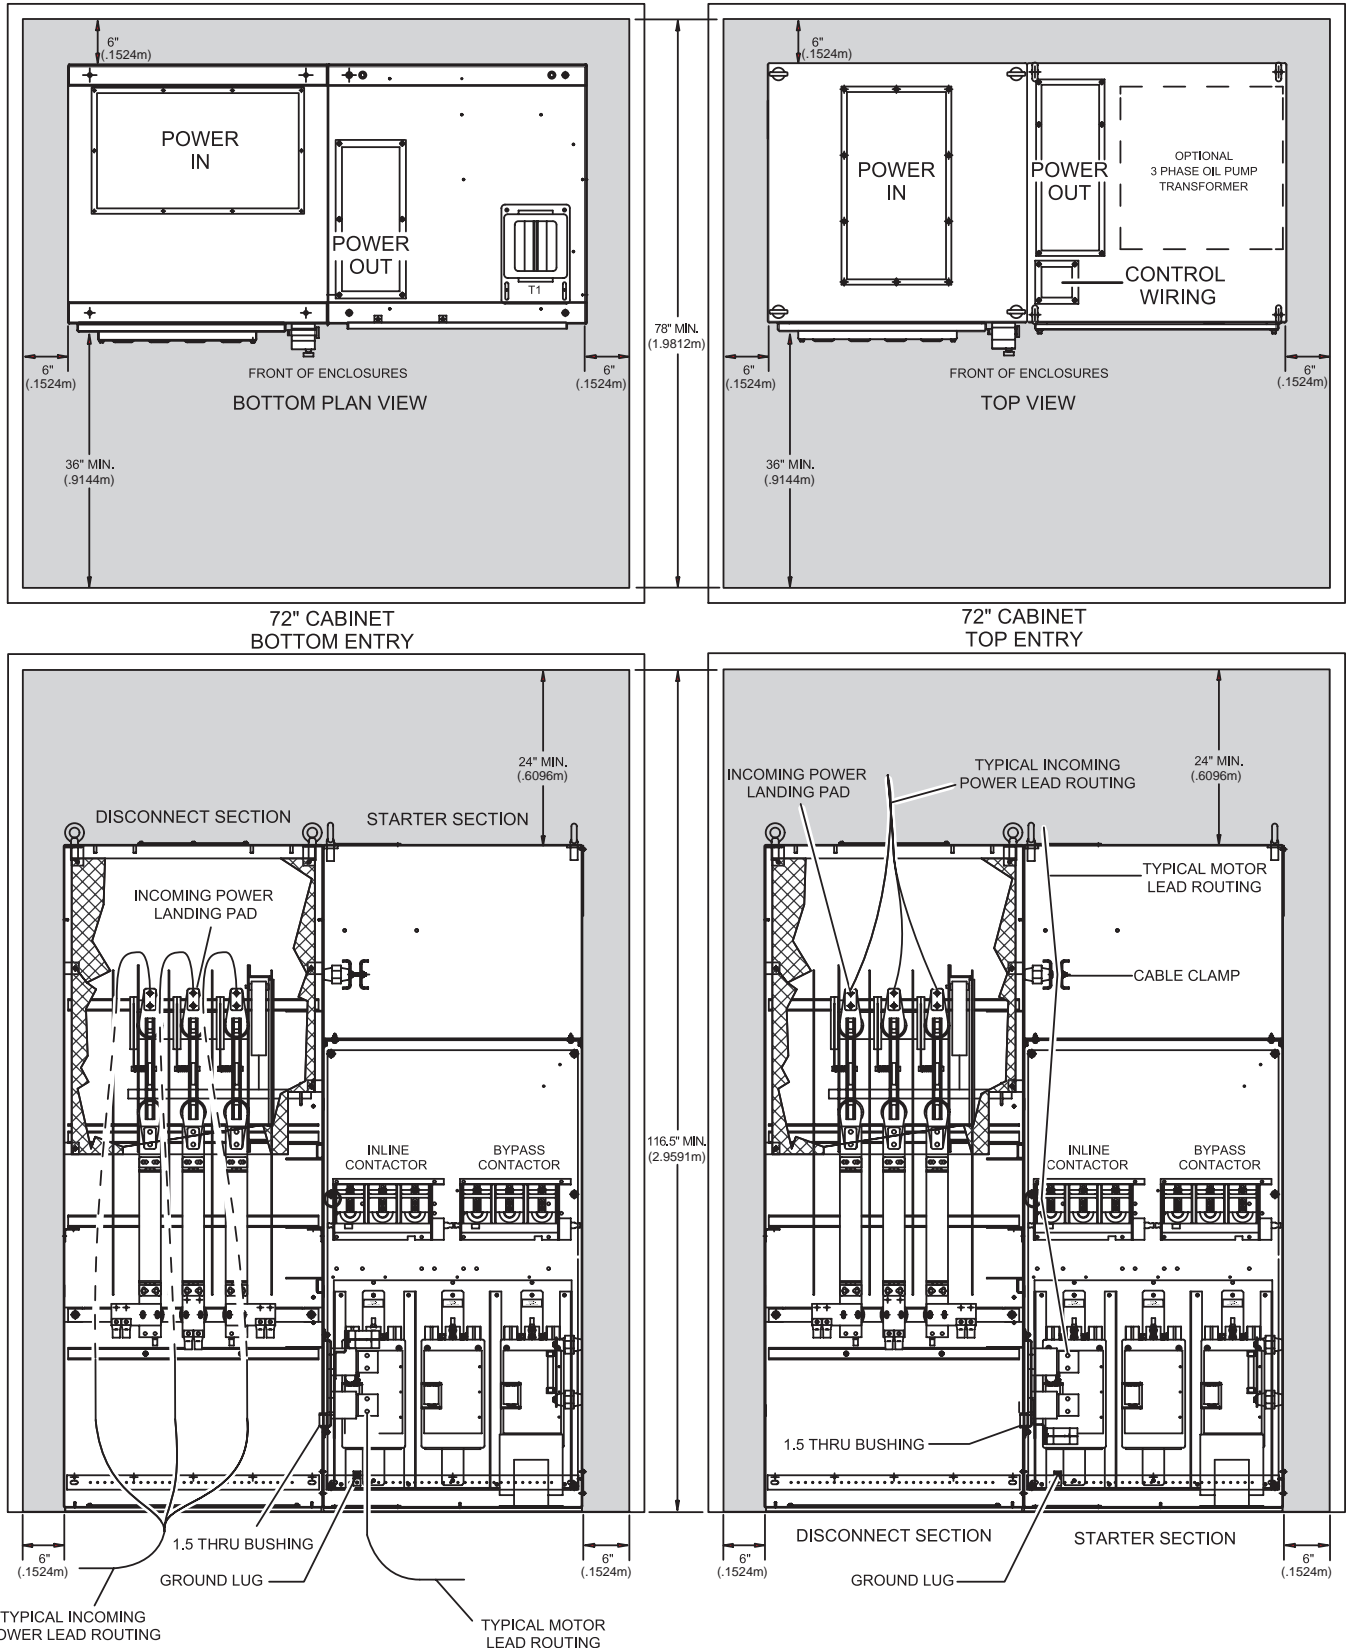 6"
(.1524m)
POWER
IN
POWER
OUT
T1
6"
(.1524m)
6"
(.1524m)
FRONT OF ENCLOSURES
BOTTOM PLAN VIEW
36" MIN.
(.9144m)
78" MIN.
(1.9812m)
6"
(.1524m)
POWER
IN
POWER
OUT
OPTIONAL
3 PHASE OIL PUMP
TRANSFORMER
CONTROL
WIRING
6"
(.1524m)
6"
(.1524m)
FRONT OF ENCLOSURES
TOP VIEW
36" MIN.
(.9144m)
72" CABINET
BOTTOM ENTRY
72" CABINET
TOP ENTRY
24" MIN.
(.6096m)
DISCONNECT SECTION
STARTER SECTION
INCOMING POWER
LANDING PAD
INLINE
CONTACTOR
BYPASS
CONTACTOR
116.5" MIN.
(2.9591m)
1.5 THRU BUSHING
GROUND LUG
6"
(.1524m)
6"
(.1524m)
TYPICAL INCOMING
OWER LEAD ROUTING
TYPICAL MOTOR
LEAD ROUTING
INCOMING POWER
LANDING PAD
TYPICAL INCOMING
POWER LEAD ROUTING
24" MIN.
(.6096m)
TYPICAL MOTOR
LEAD ROUTING
CABLE CLAMP
INLINE
CONTACTOR
BYPASS
CONTACTOR
1.5 THRU BUSHING
DISCONNECT SECTION
STARTER SECTION
GROUND LUG
6"
(.1524m)
6"
(.1524m)